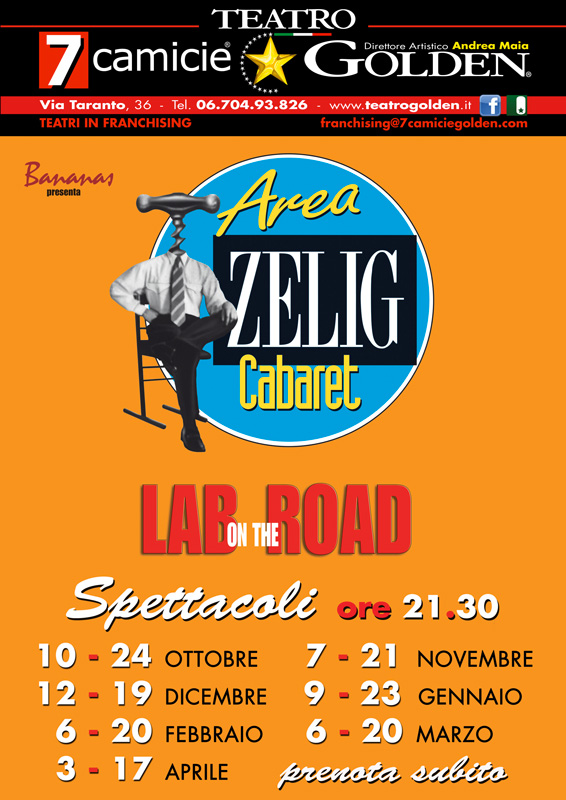 TEATRO
7 camicie® GOLDEN®
Direttore Artistico Andrea Maia
Via Taranto, 36 - Tel. 06.704.93.826 - www.teatrogolden.it f
TEATRI IN FRANCHISING franchising@7camiciegolden.com
Bananas
presenta
Area
ZELIG
Cabaret
LAB ON THE ROAD
Spettacoli ore 21.30
10 - 24 OTTOBRE 7 - 21 NOVEMBRE
12 - 19 DICEMBRE 9 - 23 GENNAIO
6 - 20 FEBBRAIO 6 - 20 MARZO
3 - 17 APRILE prenota subito